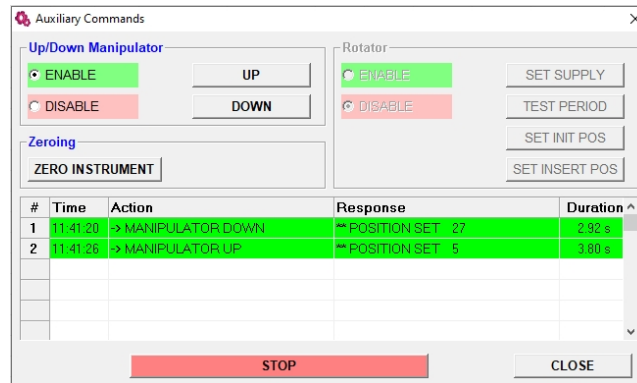 Auxiliary Commands
Up/Down Manipulator
ENABLE UP
DISABLE DOWN
Zeroing
ZERO INSTRUMENT
Rotator
ENABLE SET SUPPLY
DISABLE TEST PERIOD
SET INIT POS
SET INSERT POS
# Time Action Response Duration
1 11:41:20 -> MANIPULATOR DOWN ** POSITION SET 27 2.92 s
2 11:41:26 -> MANIPULATOR UP ** POSITION SET 5 3.80 s
STOP CLOSE